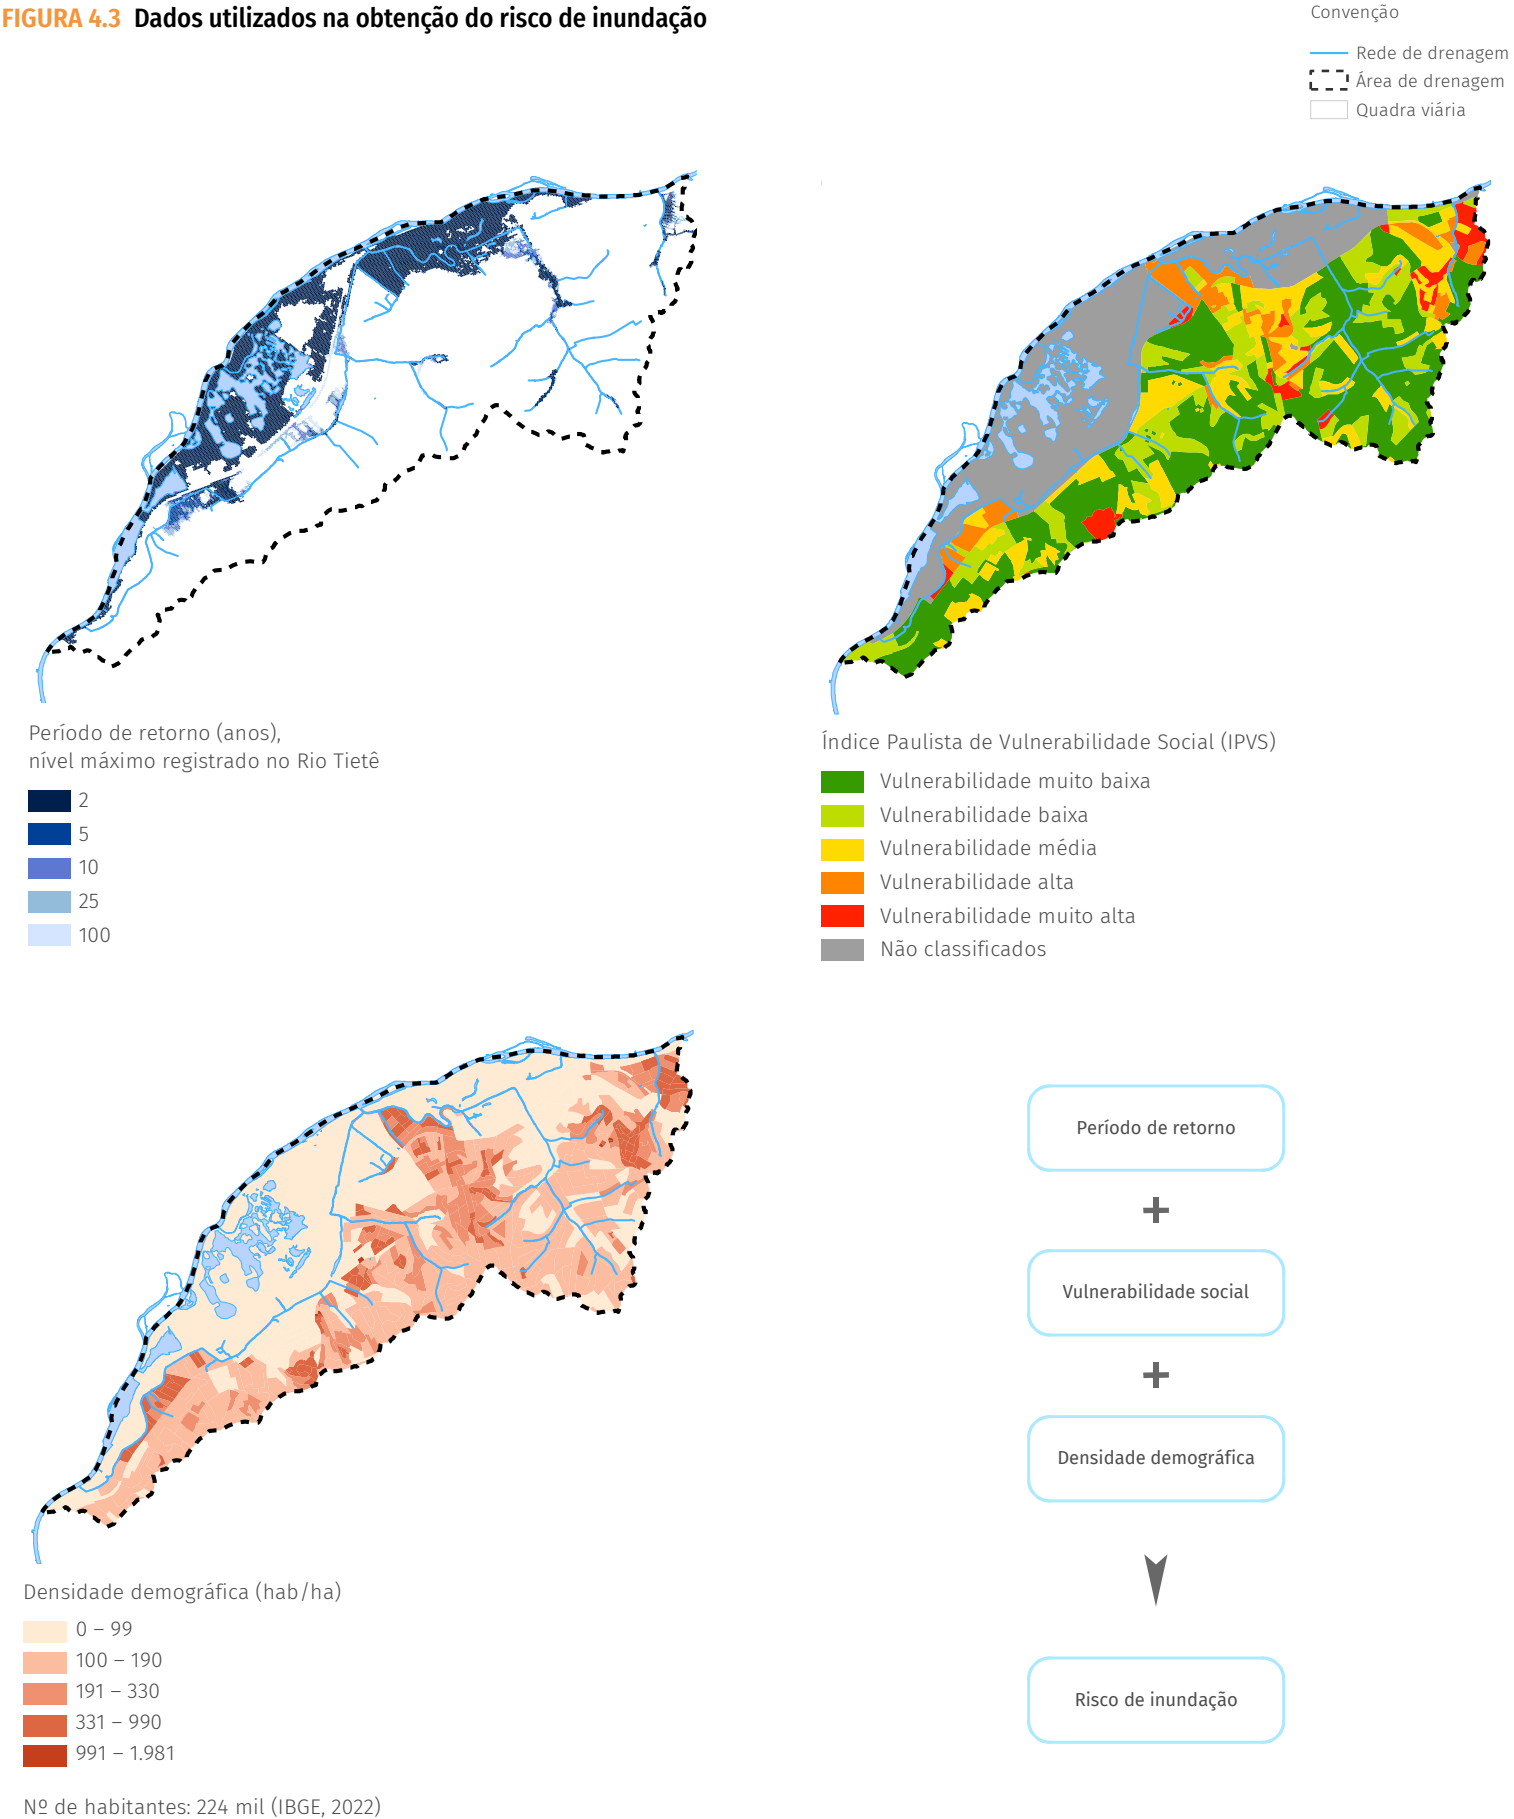 FIGURA 4.3 Dados utilizados na obtenção do risco de inundação
Convenção
Rede de drenagem
Área de drenagem
Quadra viária
Período de retorno (anos),
nível máximo registrado no Rio Tietê
2
5
10
25
100
Índice Paulista de Vulnerabilidade Social (IPVS)
Vulnerabilidade muito baixa
Vulnerabilidade baixa
Vulnerabilidade média
Vulnerabilidade alta
Vulnerabilidade muito alta
Não classificados
Densidade demográfica (hab/ha)
0 – 99
100 – 190
191 – 330
331 – 990
991 – 1.981
Nº de habitantes: 224 mil (IBGE, 2022)
Período de retorno
+
Vulnerabilidade social
+
Densidade demográfica
Risco de inundação